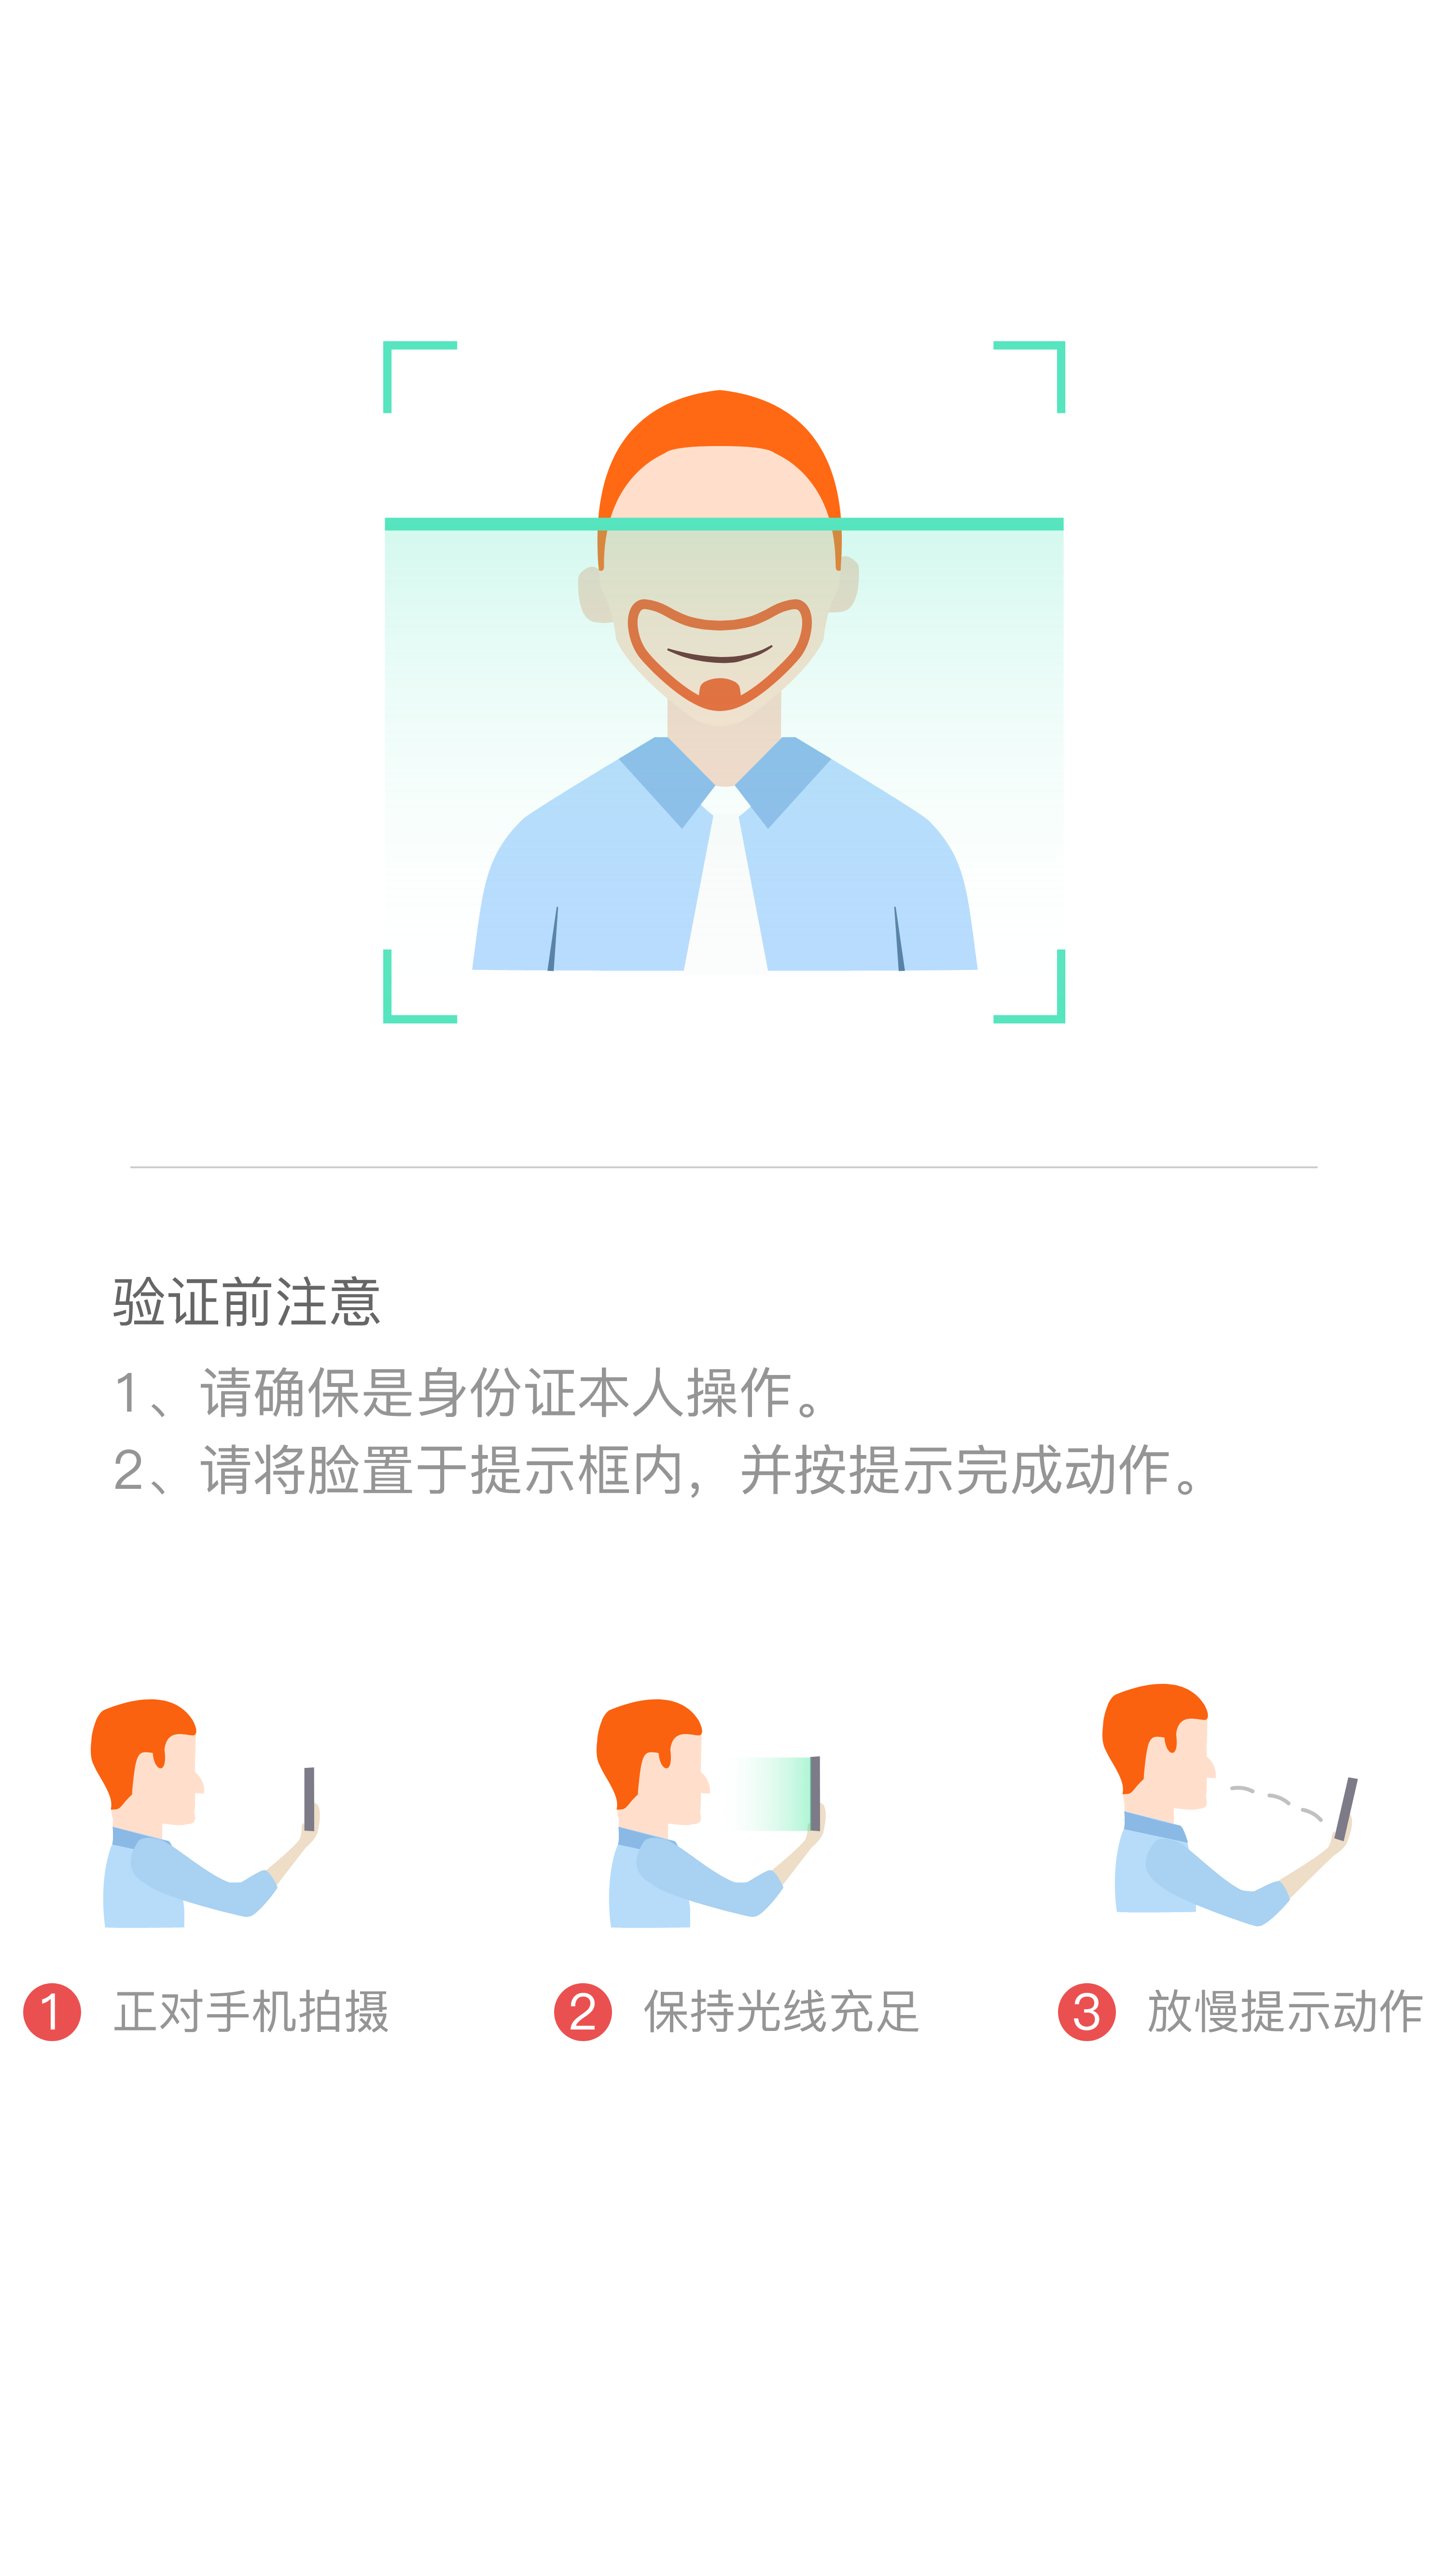 验证前注意
1、请确保是身份证本人操作。
2、请将脸置于提示框内，并按提示完成动作。
1 正对手机拍摄
2 保持光线充足
3 放慢提示动作